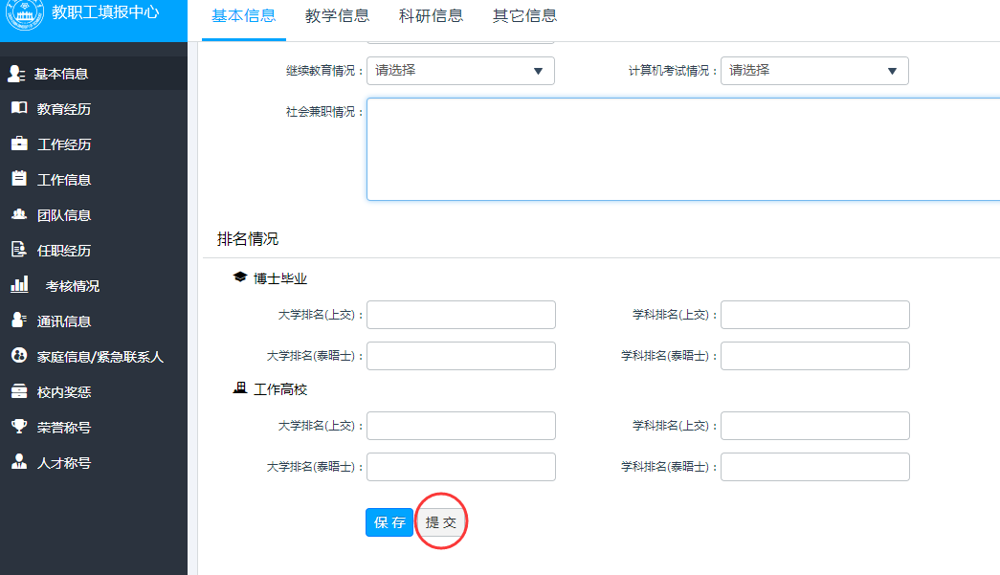 教职工填报中心
基本信息 教学信息 科研信息 其它信息
基本信息
教育经历
工作经历
工作信息
团队信息
任职经历
考核情况
通讯信息
家庭信息/紧急联系人
校内奖惩
荣誉称号
人才称号
继续教育情况： 请选择 计算机考试情况： 请选择
社会兼职情况：
排名情况
博士毕业
大学排名(上交)： 学科排名(上交)：
大学排名(泰晤士)： 学科排名(泰晤士)：
工作高校
大学排名(上交)： 学科排名(上交)：
大学排名(泰晤士)： 学科排名(泰晤士)：
保存 提交